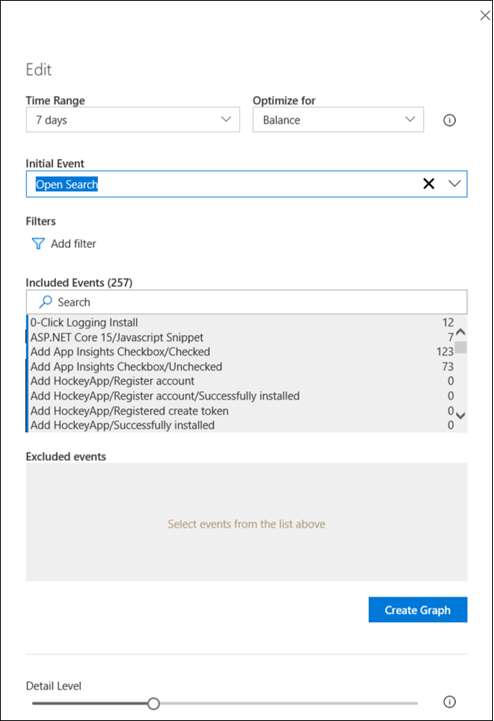 Edit
Time Range Optimize for
7 days Balance
Initial Event
Open Search
Filters
Add filter
Included Events (257)
Search
0-Click Logging Install 12
ASP.NET Core 15/Javascript Snippet 7
Add App Insights Checkbox/Checked 123
Add App Insights Checkbox/Unchecked 73
Add HockeyApp/Register account 0
Add HockeyApp/Register account/Successfully installed 0
Add HockeyApp/Registered create token 0
Add HockeyApp/Successfully installed 0
Excluded events
Select events from the list above
Create Graph
Detail Level